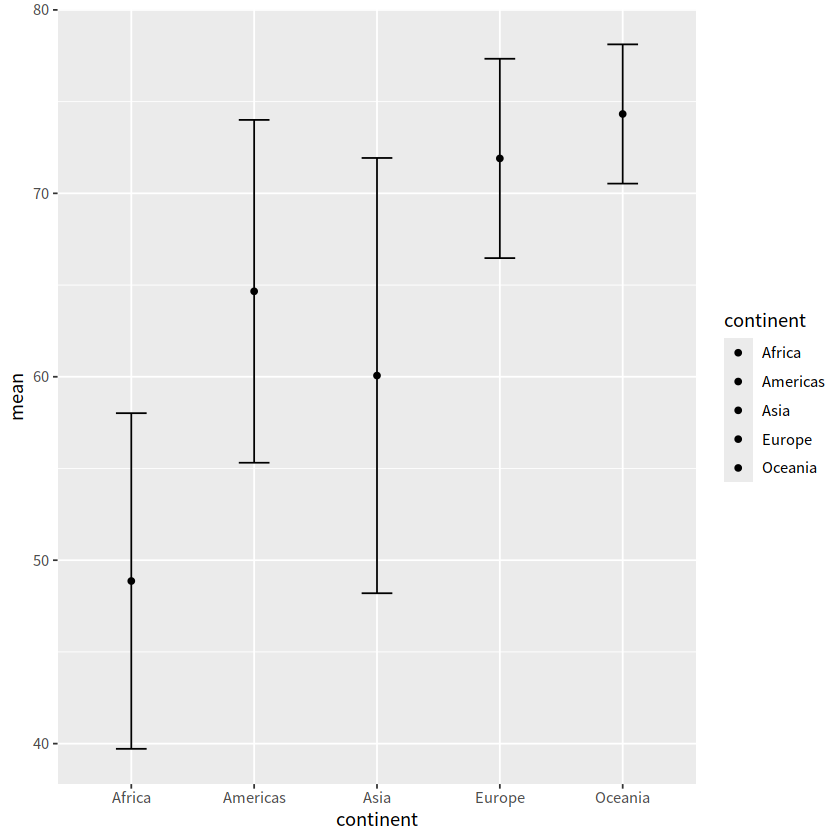 80
70
60
50
40
mean
Africa Americas Asia Europe Oceania
continent
continent
Africa
Americas
Asia
Europe
Oceania